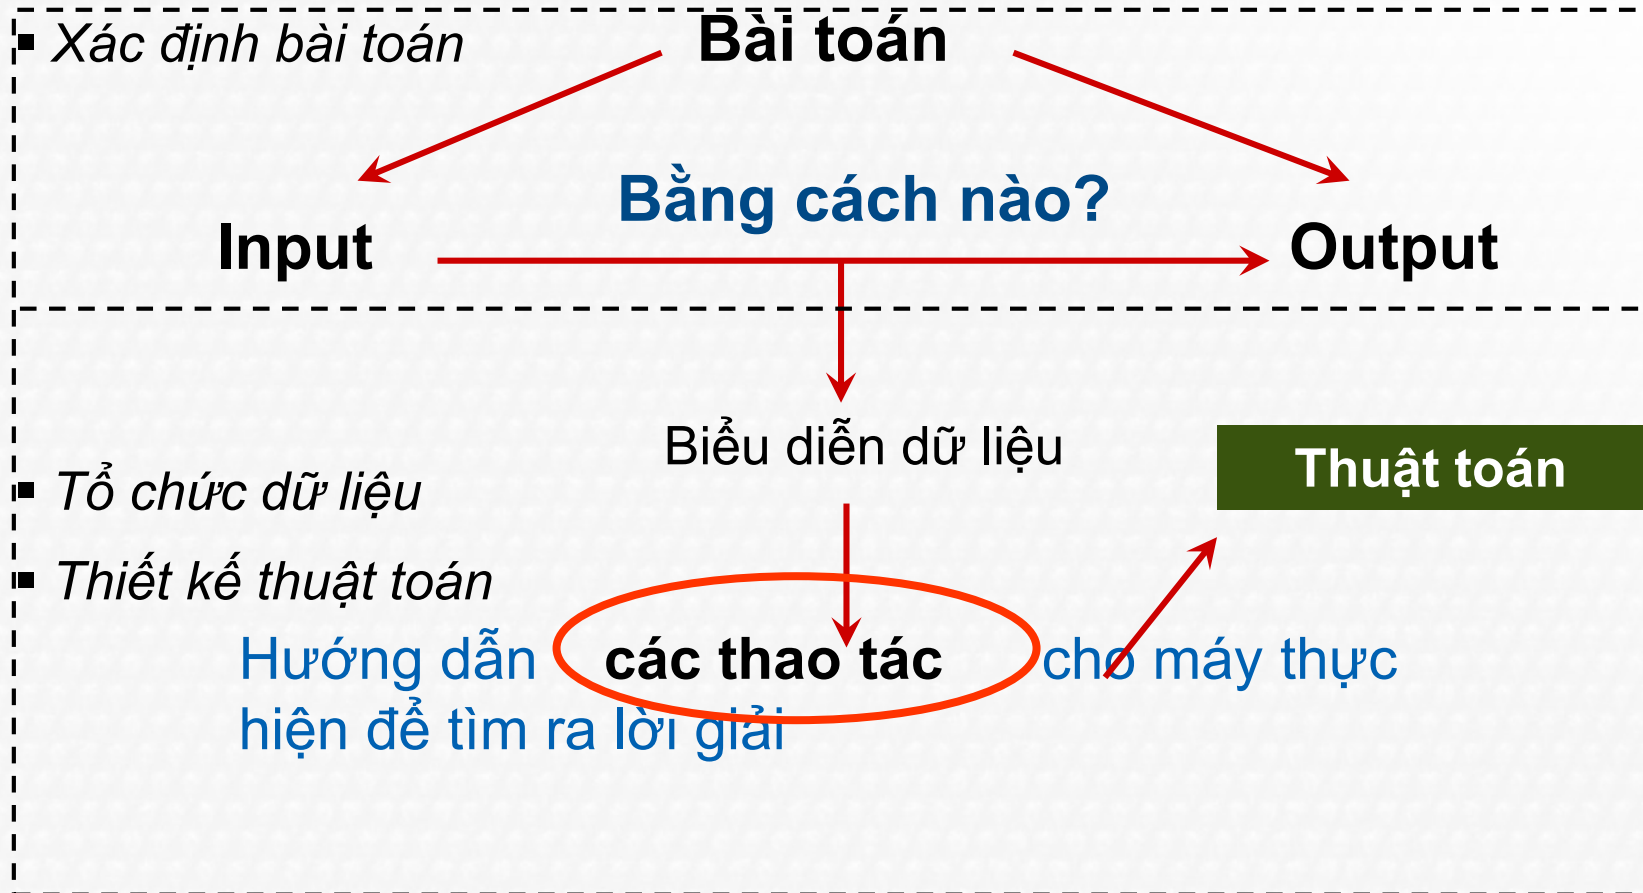 Xác định bài toán
Bài toán
Bằng cách nào?
Input
Output
Biểu diễn dữ liệu
Thuật toán
Tổ chức dữ liệu
Thiết kế thuật toán
Hướng dẫn các thao tác cho máy thực
hiện để tìm ra lời giải